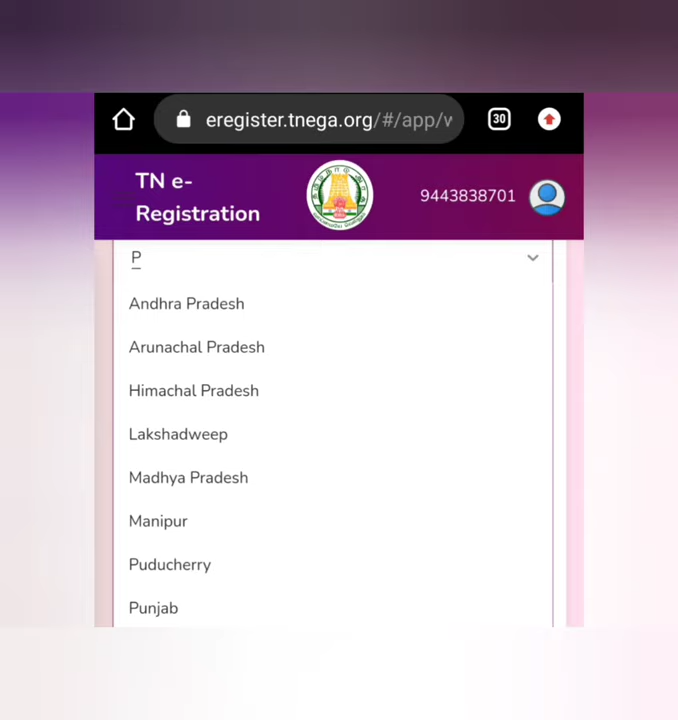 eregister.tnega.org/#/app/w
30
TN e-
Registration
9443838701
P
Andhra Pradesh
Arunachal Pradesh
Himachal Pradesh
Lakshadweep
Madhya Pradesh
Manipur
Puducherry
Punjab